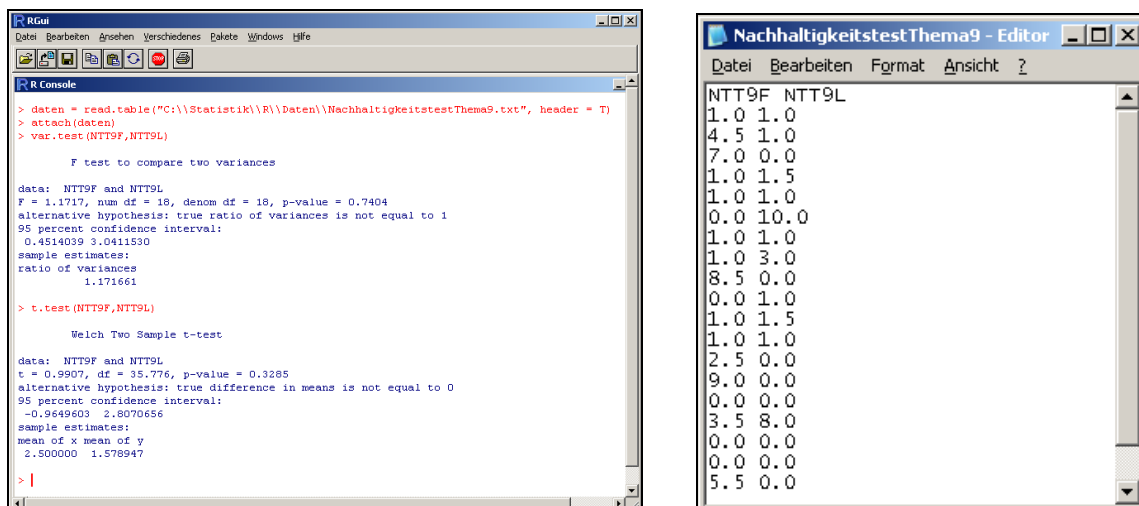 RGui
Datei Bearbeiten Ansehen Verschiedenes Pakete Windows Hilfe
STOP
R Console
> daten = read.table("C:\\Statistik\\R\\Daten\\NachhaltigkeitstestThema9.txt", header = T)
> attach(daten)
> var.test(NTT9F,NTT9L)
F test to compare two variances
data: NTT9F and NTT9L
F = 1.1717, num df = 18, denom df = 18, p-value = 0.7404
alternative hypothesis: true ratio of variances is not equal to 1
95 percent confidence interval:
0.4514039 3.0411530
sample estimates:
ratio of variances
1.171661
> t.test(NTT9F,NTT9L)
Welch Two Sample t-test
data: NTT9F and NTT9L
t = 0.9907, df = 35.776, p-value = 0.3285
alternative hypothesis: true difference in means is not equal to 0
95 percent confidence interval:
-0.9649603 2.8070656
sample estimates:
mean of x mean of y
2.500000 1.578947
>
NachhaltigkeitstestThema9 - Editor
Datei Bearbeiten Format Ansicht ?
NTT9F NTT9L
1.0 1.0
4.5 1.0
7.0 0.0
1.0 1.5
1.0 1.0
0.0 10.0
1.0 1.0
1.0 3.0
8.5 0.0
0.0 1.0
1.0 1.5
1.0 1.0
2.5 0.0
9.0 0.0
0.0 0.0
3.5 8.0
0.0 0.0
0.0 0.0
5.5 0.0